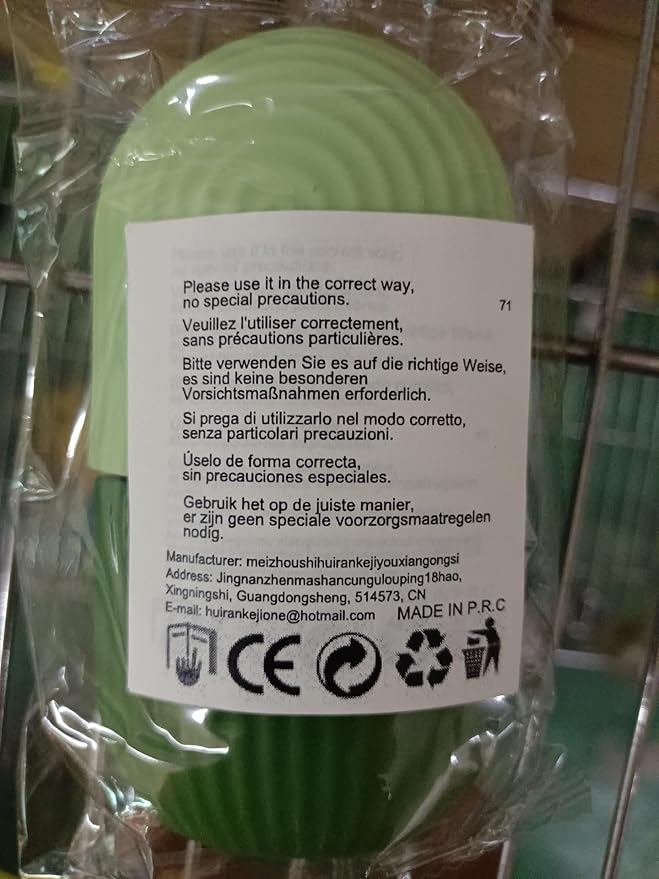 Please use it in the correct way,
no special precautions.
71
Veuillez l'utiliser correctement,
sans précautions particulières.
Bitte verwenden Sie es auf die richtige Weise,
es sind keine besonderen
Vorsichtsmaßnahmen erforderlich.
Si prega di utilizzarlo nel modo corretto,
senza particolari precauzioni.
Úselo de forma correcta,
sin precauciones especiales.
Gebruik het op de juiste manier,
er zijn geen speciale voorzorgsmaatregelen
nodig.
Manufacturer: meizhoushihuirankejiyouxiangongsi
Address: Jingnanzhenmashancungulouping18hao,
Xingningshi, Guangdongsheng, 514573, CN
E-mail: huirankejione@hotmail.com MADE IN P.R.C
CE